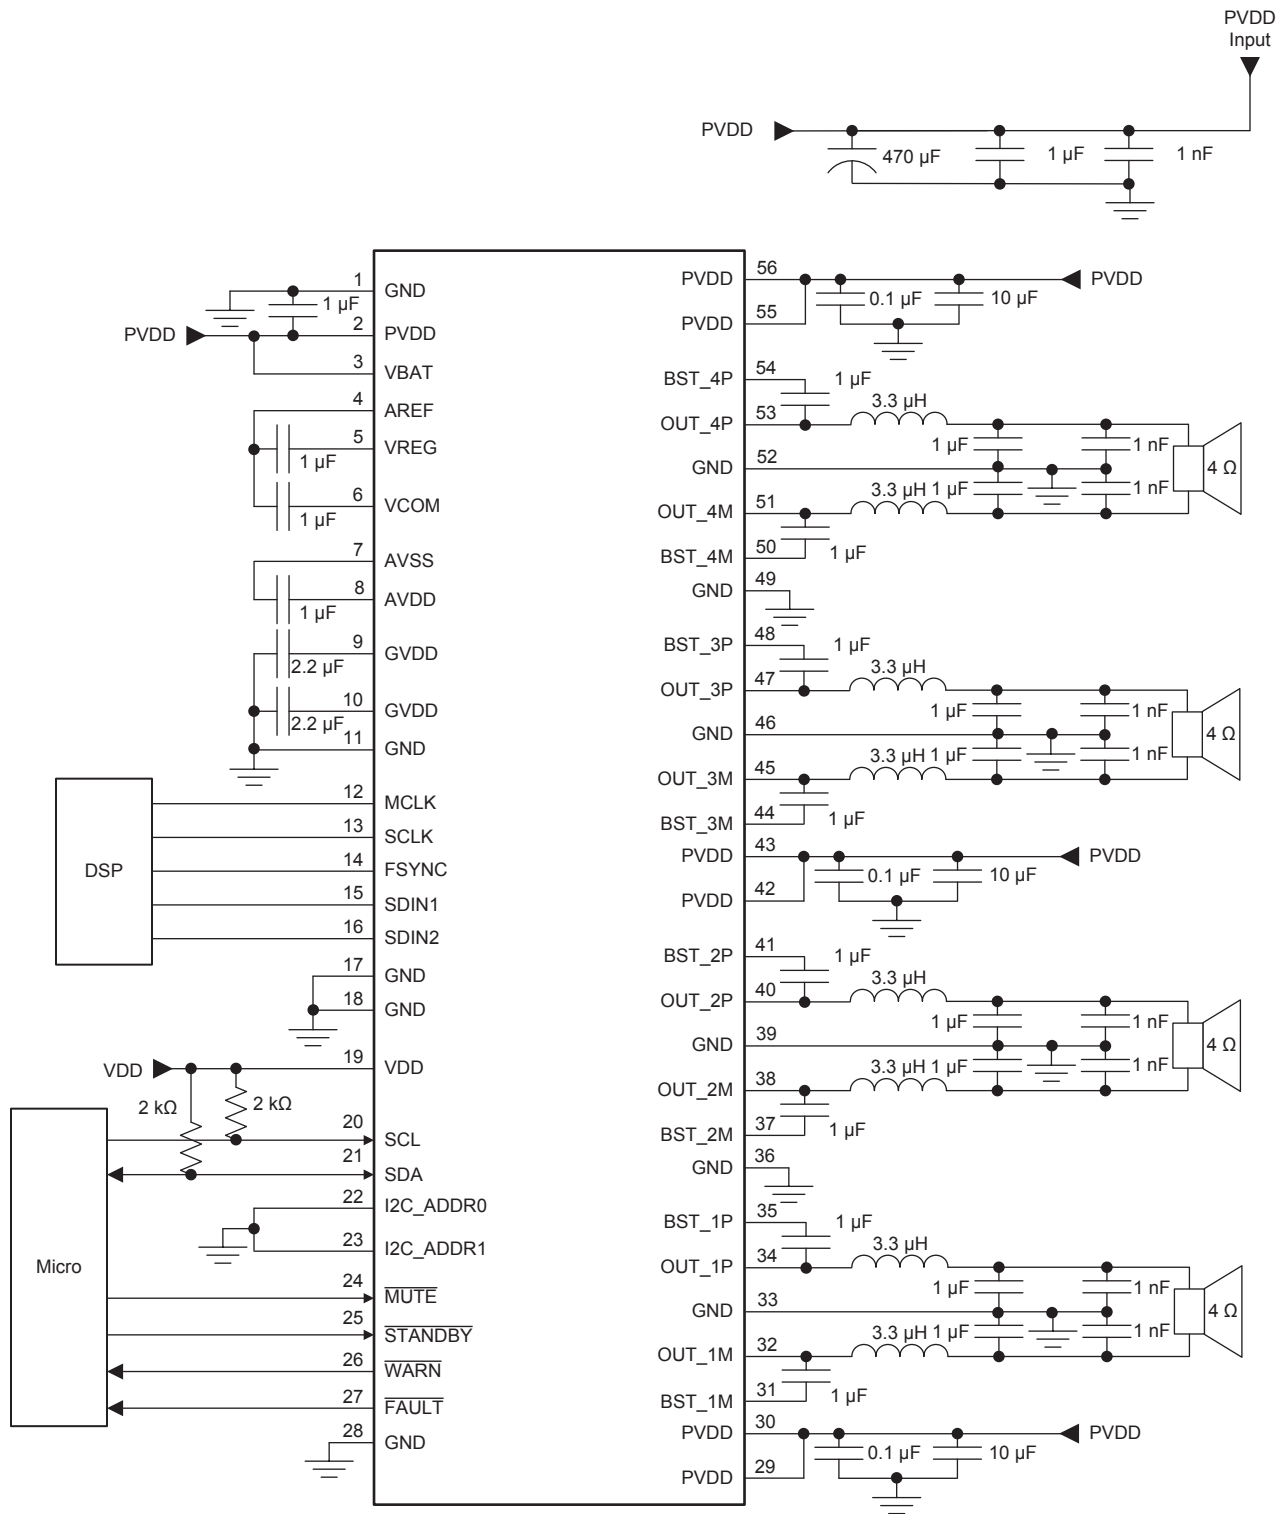 PVDD
Input
PVDD
470 µF
1 µF
1 nF
1
GND
1 µF
PVDD
2
PVDD
3
VBAT
4
AREF
5
VREG
1 µF
6
VCOM
1 µF
7
AVSS
8
AVDD
1 µF
9
GVDD
2.2 µF
10
GVDD
2.2 µF
11
GND
DSP
12
MCLK
13
SCLK
14
FSYNC
15
SDIN1
16
SDIN2
17
GND
18
GND
VDD
19
VDD
2 kΩ
2 kΩ
Micro
20
SCL
21
SDA
22
I2C_ADDR0
23
I2C_ADDR1
24
MUTE
25
STANDBY
26
WARN
27
FAULT
28
GND
PVDD
56
0.1 µF
10 µF
PVDD
PVDD
55
BST_4P
54
1 µF
OUT_4P
53
3.3 µH
1 µF
1 nF
GND
52
4 Ω
3.3 µH
1 µF
1 nF
OUT_4M
51
BST_4M
50
1 µF
GND
49
BST_3P
48
1 µF
OUT_3P
47
3.3 µH
1 µF
1 nF
GND
46
4 Ω
3.3 µH
1 µF
1 nF
OUT_3M
45
BST_3M
44
1 µF
PVDD
43
0.1 µF
10 µF
PVDD
PVDD
42
BST_2P
41
1 µF
OUT_2P
40
3.3 µH
1 µF
1 nF
GND
39
4 Ω
3.3 µH
1 µF
1 nF
OUT_2M
38
BST_2M
37
1 µF
GND
36
BST_1P
35
1 µF
OUT_1P
34
3.3 µH
1 µF
1 nF
GND
33
4 Ω
3.3 µH
1 µF
1 nF
OUT_1M
32
BST_1M
31
1 µF
PVDD
30
0.1 µF
10 µF
PVDD
PVDD
29